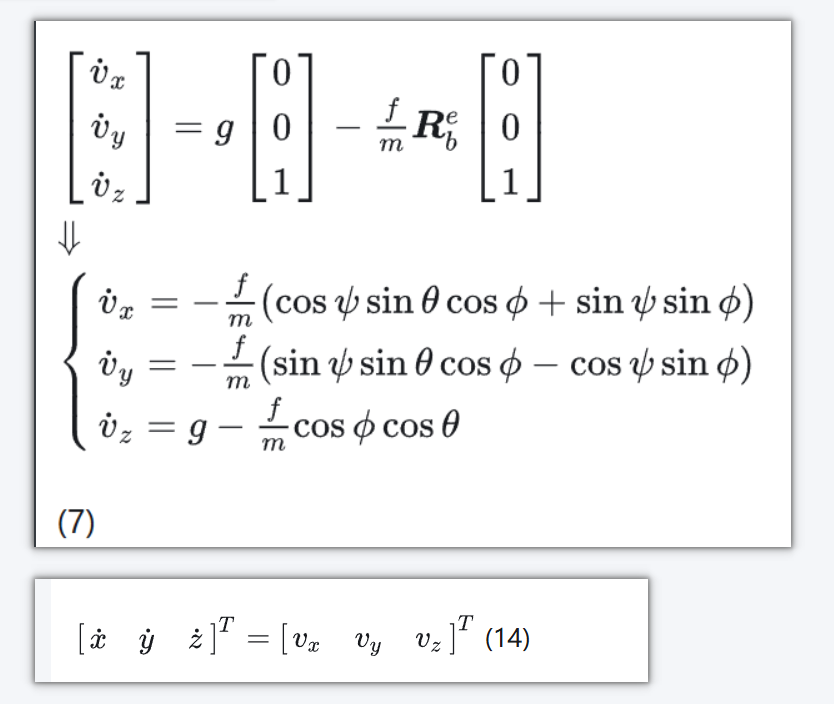 \begin{bmatrix} \dot{v}_x \\ \dot{v}_y \\ \dot{v}_z \end{bmatrix} = g \begin{bmatrix} 0 \\ 0 \\ 1 \end{bmatrix} - \frac{f}{m} \boldsymbol{R}_b^e \begin{bmatrix} 0 \\ 0 \\ 1 \end{bmatrix}
⇓
\begin{cases} \dot{v}_x = -\frac{f}{m}(\cos\psi\sin\theta\cos\phi + \sin\psi\sin\phi) \\
\dot{v}_y = -\frac{f}{m}(\sin\psi\sin\theta\cos\phi - \cos\psi\sin\phi) \\
\dot{v}_z = g - \frac{f}{m}\cos\phi\cos\theta \end{cases}
(7)
[\dot{x} \quad \dot{y} \quad \dot{z}]^T = [v_x \quad v_y \quad v_z]^T (14)